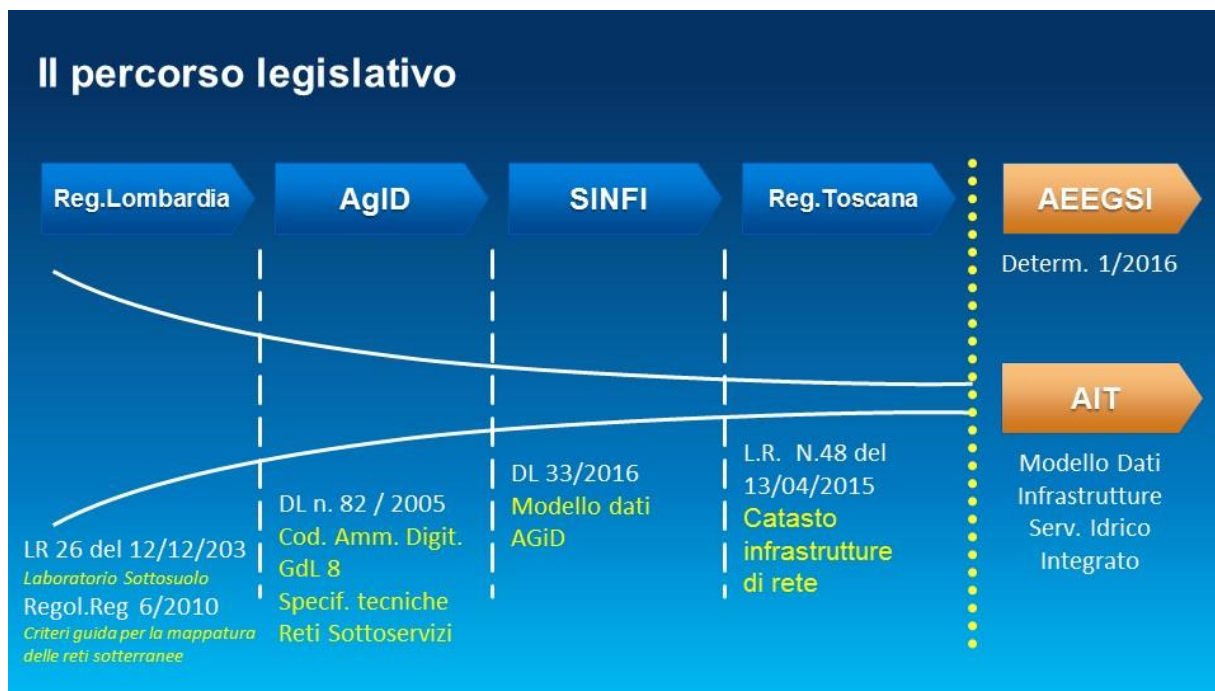 Il percorso legislativo
Reg.Lombardia
AgID
SINFI
Reg.Toscana
AEEGSI
Determ. 1/2016
AIT
Modello Dati
Infrastrutture
Serv. Idrico
Integrato
LR 26 del 12/12/203
Laboratorio Sottosuolo
Regol.Reg 6/2010
Criteri guida per la mappatura
delle reti sotterranee
DL n. 82 / 2005
Cod. Amm. Digit.
GdL 8
Specif. tecniche
Reti Sottoservizi
DL 33/2016
Modello dati
AGiD
L.R. N.48 del
13/04/2015
Catasto
infrastrutture
di rete